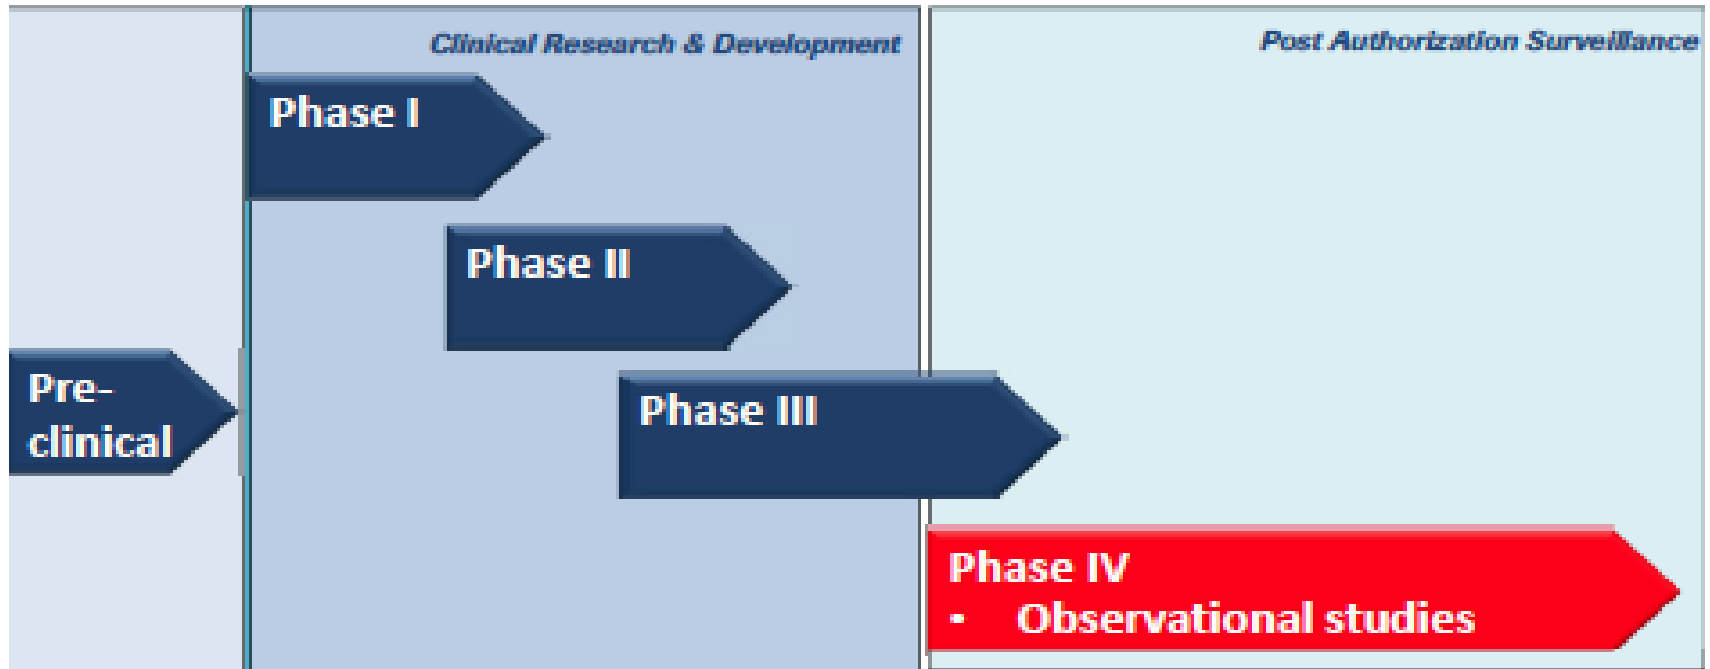 Clinical Research & Development
Post Authorization Surveillance
Phase I
Phase II
Pre-
clinical
Phase III
Phase IV
• Observational studies